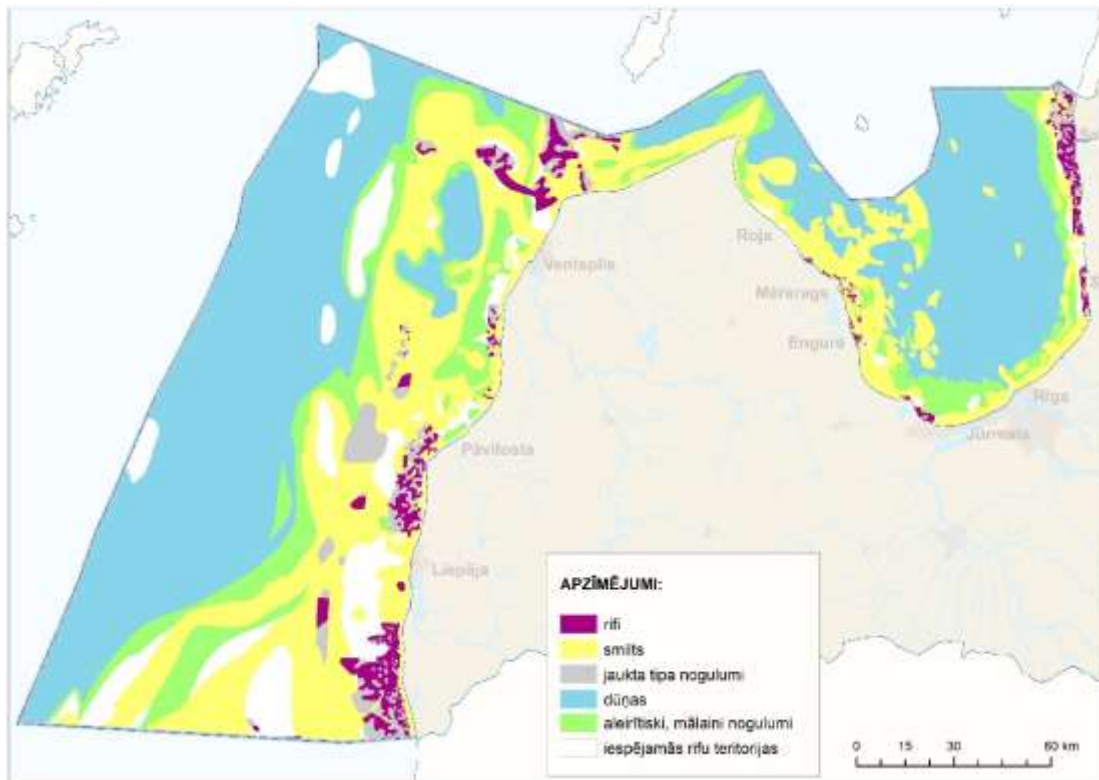 Sa
Roja
Ventspils
Mērsrags
S
Engure
Rīga
Jūrmala
Pāvilosta
Liepāja
APZĪMĒJUMI:
rifi
smilts
jaukta tipa nogulumi
dūņas
aleirītiski, mālaini nogulumi
iespējamās rifu teritorijas
0 15 30 60 km